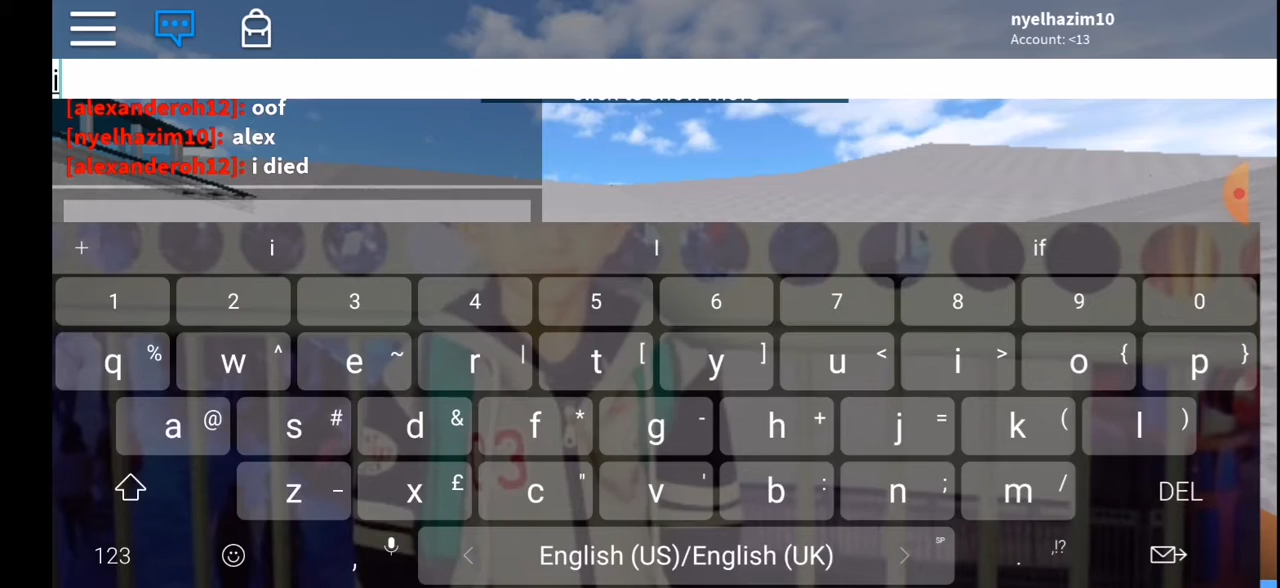 nyelhazim10
Account: <13
i
[alexanderoh12]: oof
[nyelhazim10]: alex
[alexanderoh12]: i died
+ i I if
1 2 3 4 5 6 7 8 9 0
q % w ^ e ~ r | t [ y ] u < i > o { p }
a @ s # d & f * g - h + j = k ( l )
z _ x £ c " v ' b : n ; m / DEL
123 , < English (US)/English (UK) > SP . ,!?